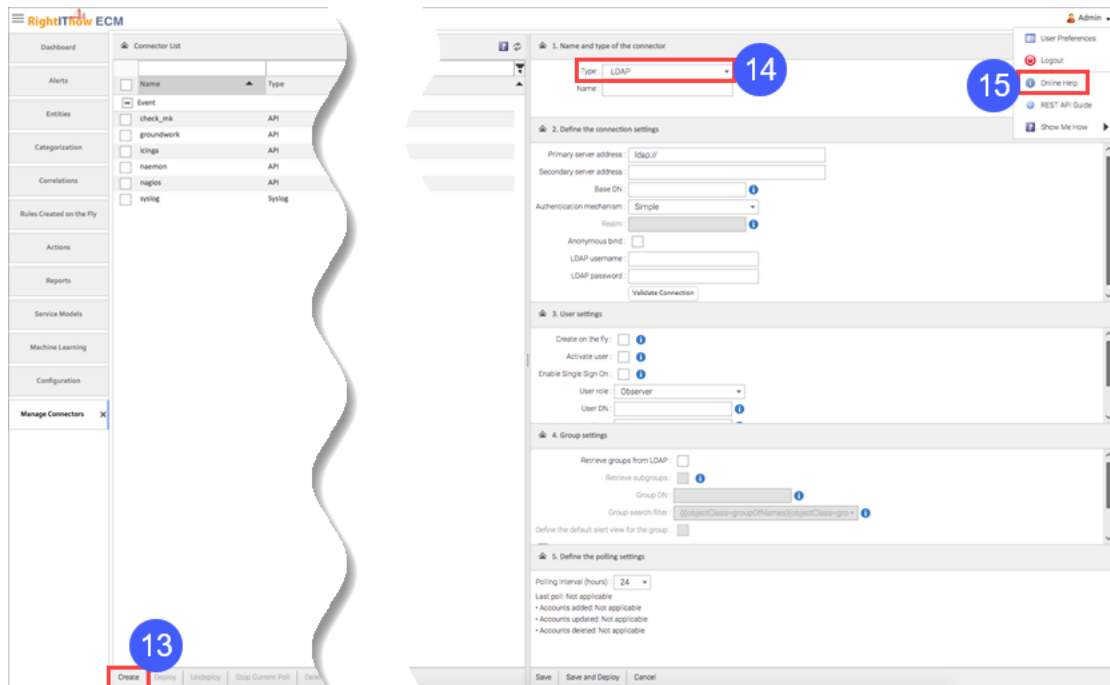 RightITnow ECM
Admin
Dashboard
Alerts
Entities
Categorization
Correlations
Rules Created on the Fly
Actions
Reports
Service Models
Machine Learning
Configuration
Manage Connectors X
Connector List
Name Type
Event
check_mk API
groundwork API
icinga API
naemon API
nagios API
syslog Syslog
13
Create Deploy Undeploy Stop Current Poll
1. Name and type of the connector
Type : LDAP
14
Name :
User Preferences
Logout
15
Online Help
REST API Guide
Show Me How
2. Define the connection settings
Primary server address : ldap://
Secondary server address :
Base DN :
Authentication mechanism : Simple
Realm :
Anonymous bind :
LDAP username :
LDAP password :
Validate Connection
3. User settings
Create on the fly :
Activate user :
Enable Single Sign On :
User role : Observer
User DN :
4. Group settings
Retrieve groups from LDAP :
Retrieve subgroups :
Group DN :
Group search filter : (|(objectClass=groupOfNames)(objectClass=gro
Define the default alert view for the group :
5. Define the polling settings
Polling Interval (hours) : 24
Last poll: Not applicable
• Accounts added: Not applicable
• Accounts updated: Not applicable
• Accounts deleted: Not applicable
Save Save and Deploy Cancel